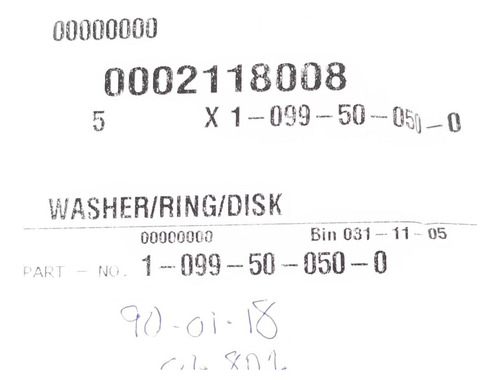 00000000
0002118008
5 X 1-099-50-050-0
WASHER/RING/DISK
00000000 Bin 031-11-05
PART - NO. 1-099-50-050-0
90-01-18